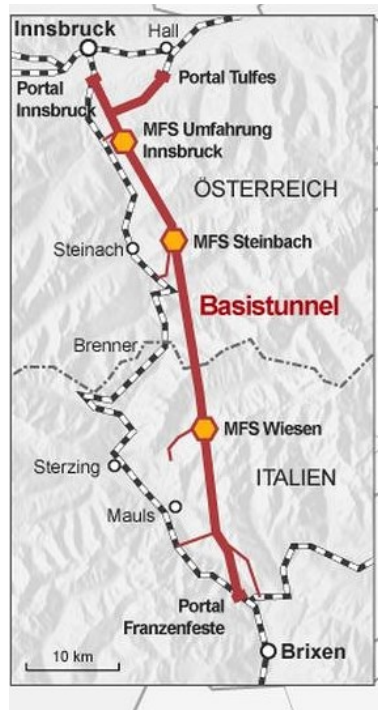 Innsbruck
Hall
Portal
Innsbruck
Portal Tulfes
MFS Umfahrung
Innsbruck
ÖSTERREICH
Steinach
MFS Steinbach
Basistunnel
Brenner
MFS Wiesen
Sterzing
ITALIEN
Mauls
Portal
Franzenfeste
10 km
Brixen